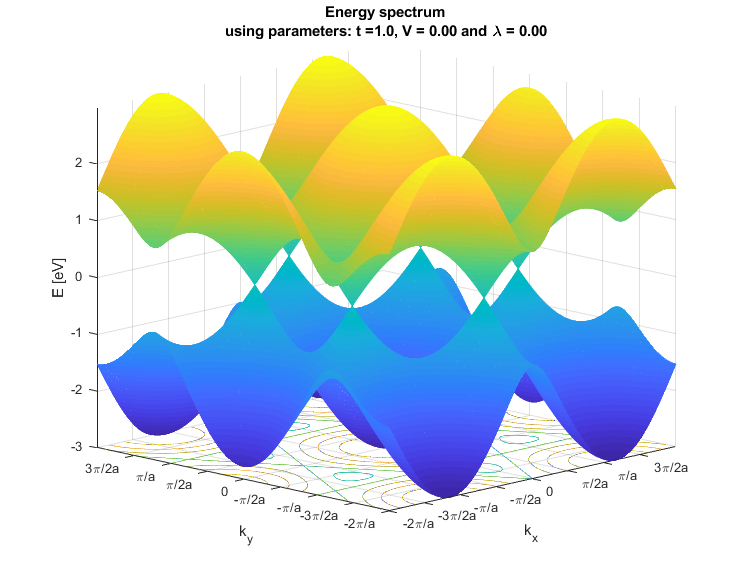 Energy spectrum
using parameters: t =1.0, V = 0.00 and λ = 0.00
E [eV]
2
1
0
-1
-2
-3
3π/2a
π/a
π/2a
0
-π/2a
-π/a
-3π/2a
-2π/a
k_y
-2π/a
-3π/2a
-π/a
-π/2a
0
π/2a
π/a
3π/2a
k_x